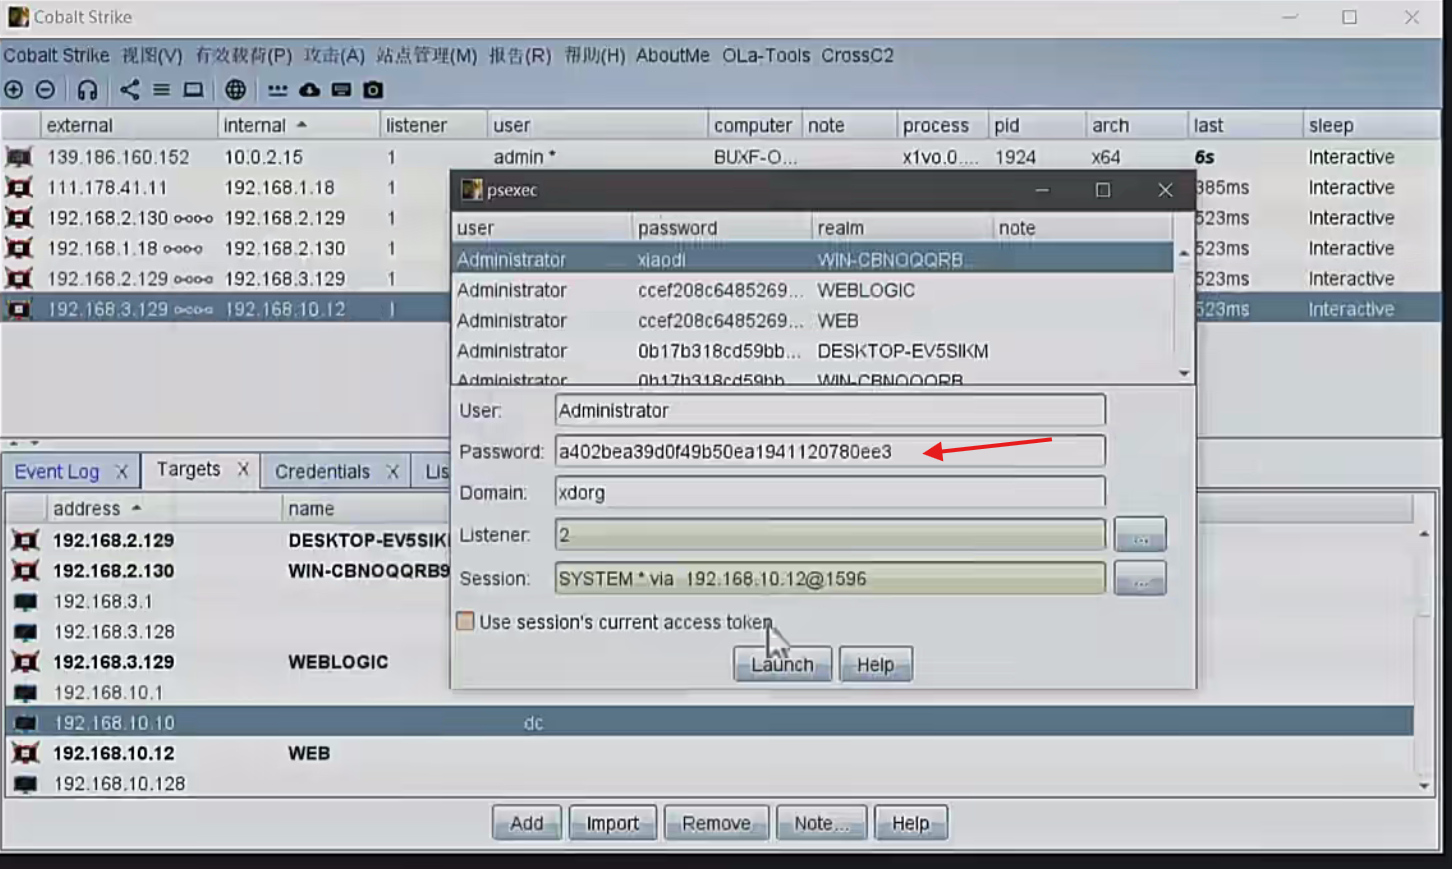 Cobalt Strike
Cobalt Strike 视图(V) 有效载荷(P) 攻击(A) 站点管理(M) 报告(R) 帮助(H) AboutMe OLa-Tools CrossC2
external internal listener user computer note process pid arch last sleep
139.186.160.152 10.0.2.15 1 admin * BUXF-O... x1vo.0.... 1924 x64 6s Interactive
111.178.41.11 192.168.1.18 1 385ms Interactive
192.168.2.130 192.168.2.129 1 523ms Interactive
192.168.1.18 192.168.2.130 1 523ms Interactive
192.168.2.129 192.168.3.129 1 523ms Interactive
192.168.3.129 192.168.10.12 1 523ms Interactive
psexec
user password realm note
Administrator xiaodi WIN-CBNOQQRB...
Administrator ccef208c6485269... WEBLOGIC
Administrator ccef208c6485269... WEB
Administrator 0b17b318cd59bb... DESKTOP-EV5SIKM
Administrator 0b17b318cd59bb... WIN-CBNOQQRB...
User: Administrator
Password: a402bea39d0f49b50ea1941120780ee3
Domain: xdorg
Listener: 2 ...
Session: SYSTEM * via 192.168.10.12@1596 ...
Use session's current access token
Launch Help
Event Log X Targets X Credentials X Lis
address name
192.168.2.129 DESKTOP-EV5SIK
192.168.2.130 WIN-CBNOQQRB9
192.168.3.1
192.168.3.128
192.168.3.129 WEBLOGIC
192.168.10.1
192.168.10.10 dc
192.168.10.12 WEB
192.168.10.128
Add Import Remove Note... Help